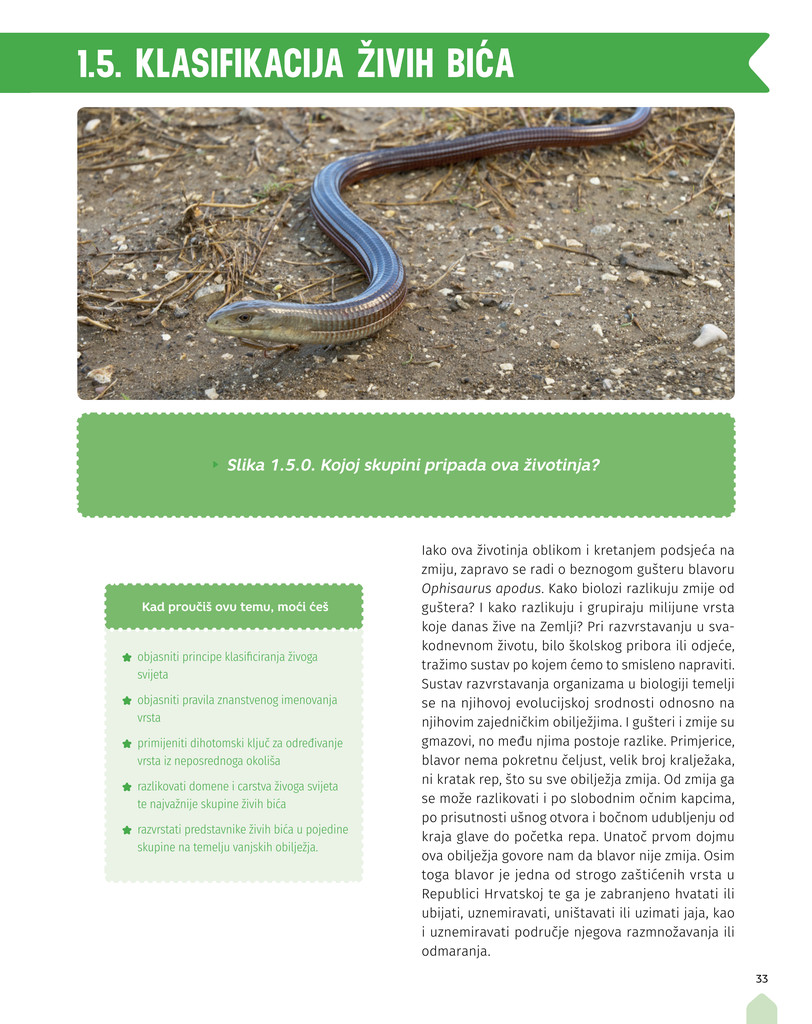 1.5. KLASIFIKACIJA ŽIVIH BIĆA
Slika 1.5.0. Kojoj skupini pripada ova životinja?
Kad proučiš ovu temu, moći ćeš
objasniti principe klasificiranja živoga
svijeta
objasniti pravila znanstvenog imenovanja
vrsta
primijeniti dihotomski ključ za određivanje
vrsta iz neposrednoga okoliša
razlikovati domene i carstva živoga svijeta
te najvažnije skupine živih bića
razvrstati predstavnike živih bića u pojedine
skupine na temelju vanjskih obilježja.
Iako ova životinja oblikom i kretanjem podsjeća na
zmiju, zapravo se radi o beznogom gušteru blavoru
Ophisaurus apodus. Kako biolozi razlikuju zmije od
guštera? I kako razlikuju i grupiraju milijune vrsta
koje danas žive na Zemlji? Pri razvrstavanju u sva-
kodnevnom životu, bilo školskog pribora ili odjeće,
tražimo sustav po kojem ćemo to smisleno napraviti.
Sustav razvrstavanja organizama u biologiji temelji
se na njihovoj evolucijskoj srodnosti odnosno na
njihovim zajedničkim obilježjima. I gušteri i zmije su
gmazovi, no među njima postoje razlike. Primjerice,
blavor nema pokretnu čeljust, velik broj kralježaka,
ni kratak rep, što su sve obilježja zmija. Od zmija ga
se može razlikovati i po slobodnim očnim kapcima,
po prisutnosti ušnog otvora i bočnom udubljenju od
kraja glave do početka repa. Unatoč prvom dojmu
ova obilježja govore nam da blavor nije zmija. Osim
toga blavor je jedna od strogo zaštićenih vrsta u
Republici Hrvatskoj te ga je zabranjeno hvatati ili
ubijati, uznemiravati, uništavati ili uzimati jaja, kao
i uznemiravati područje njegova razmnožavanja ili
odmaranja.
33